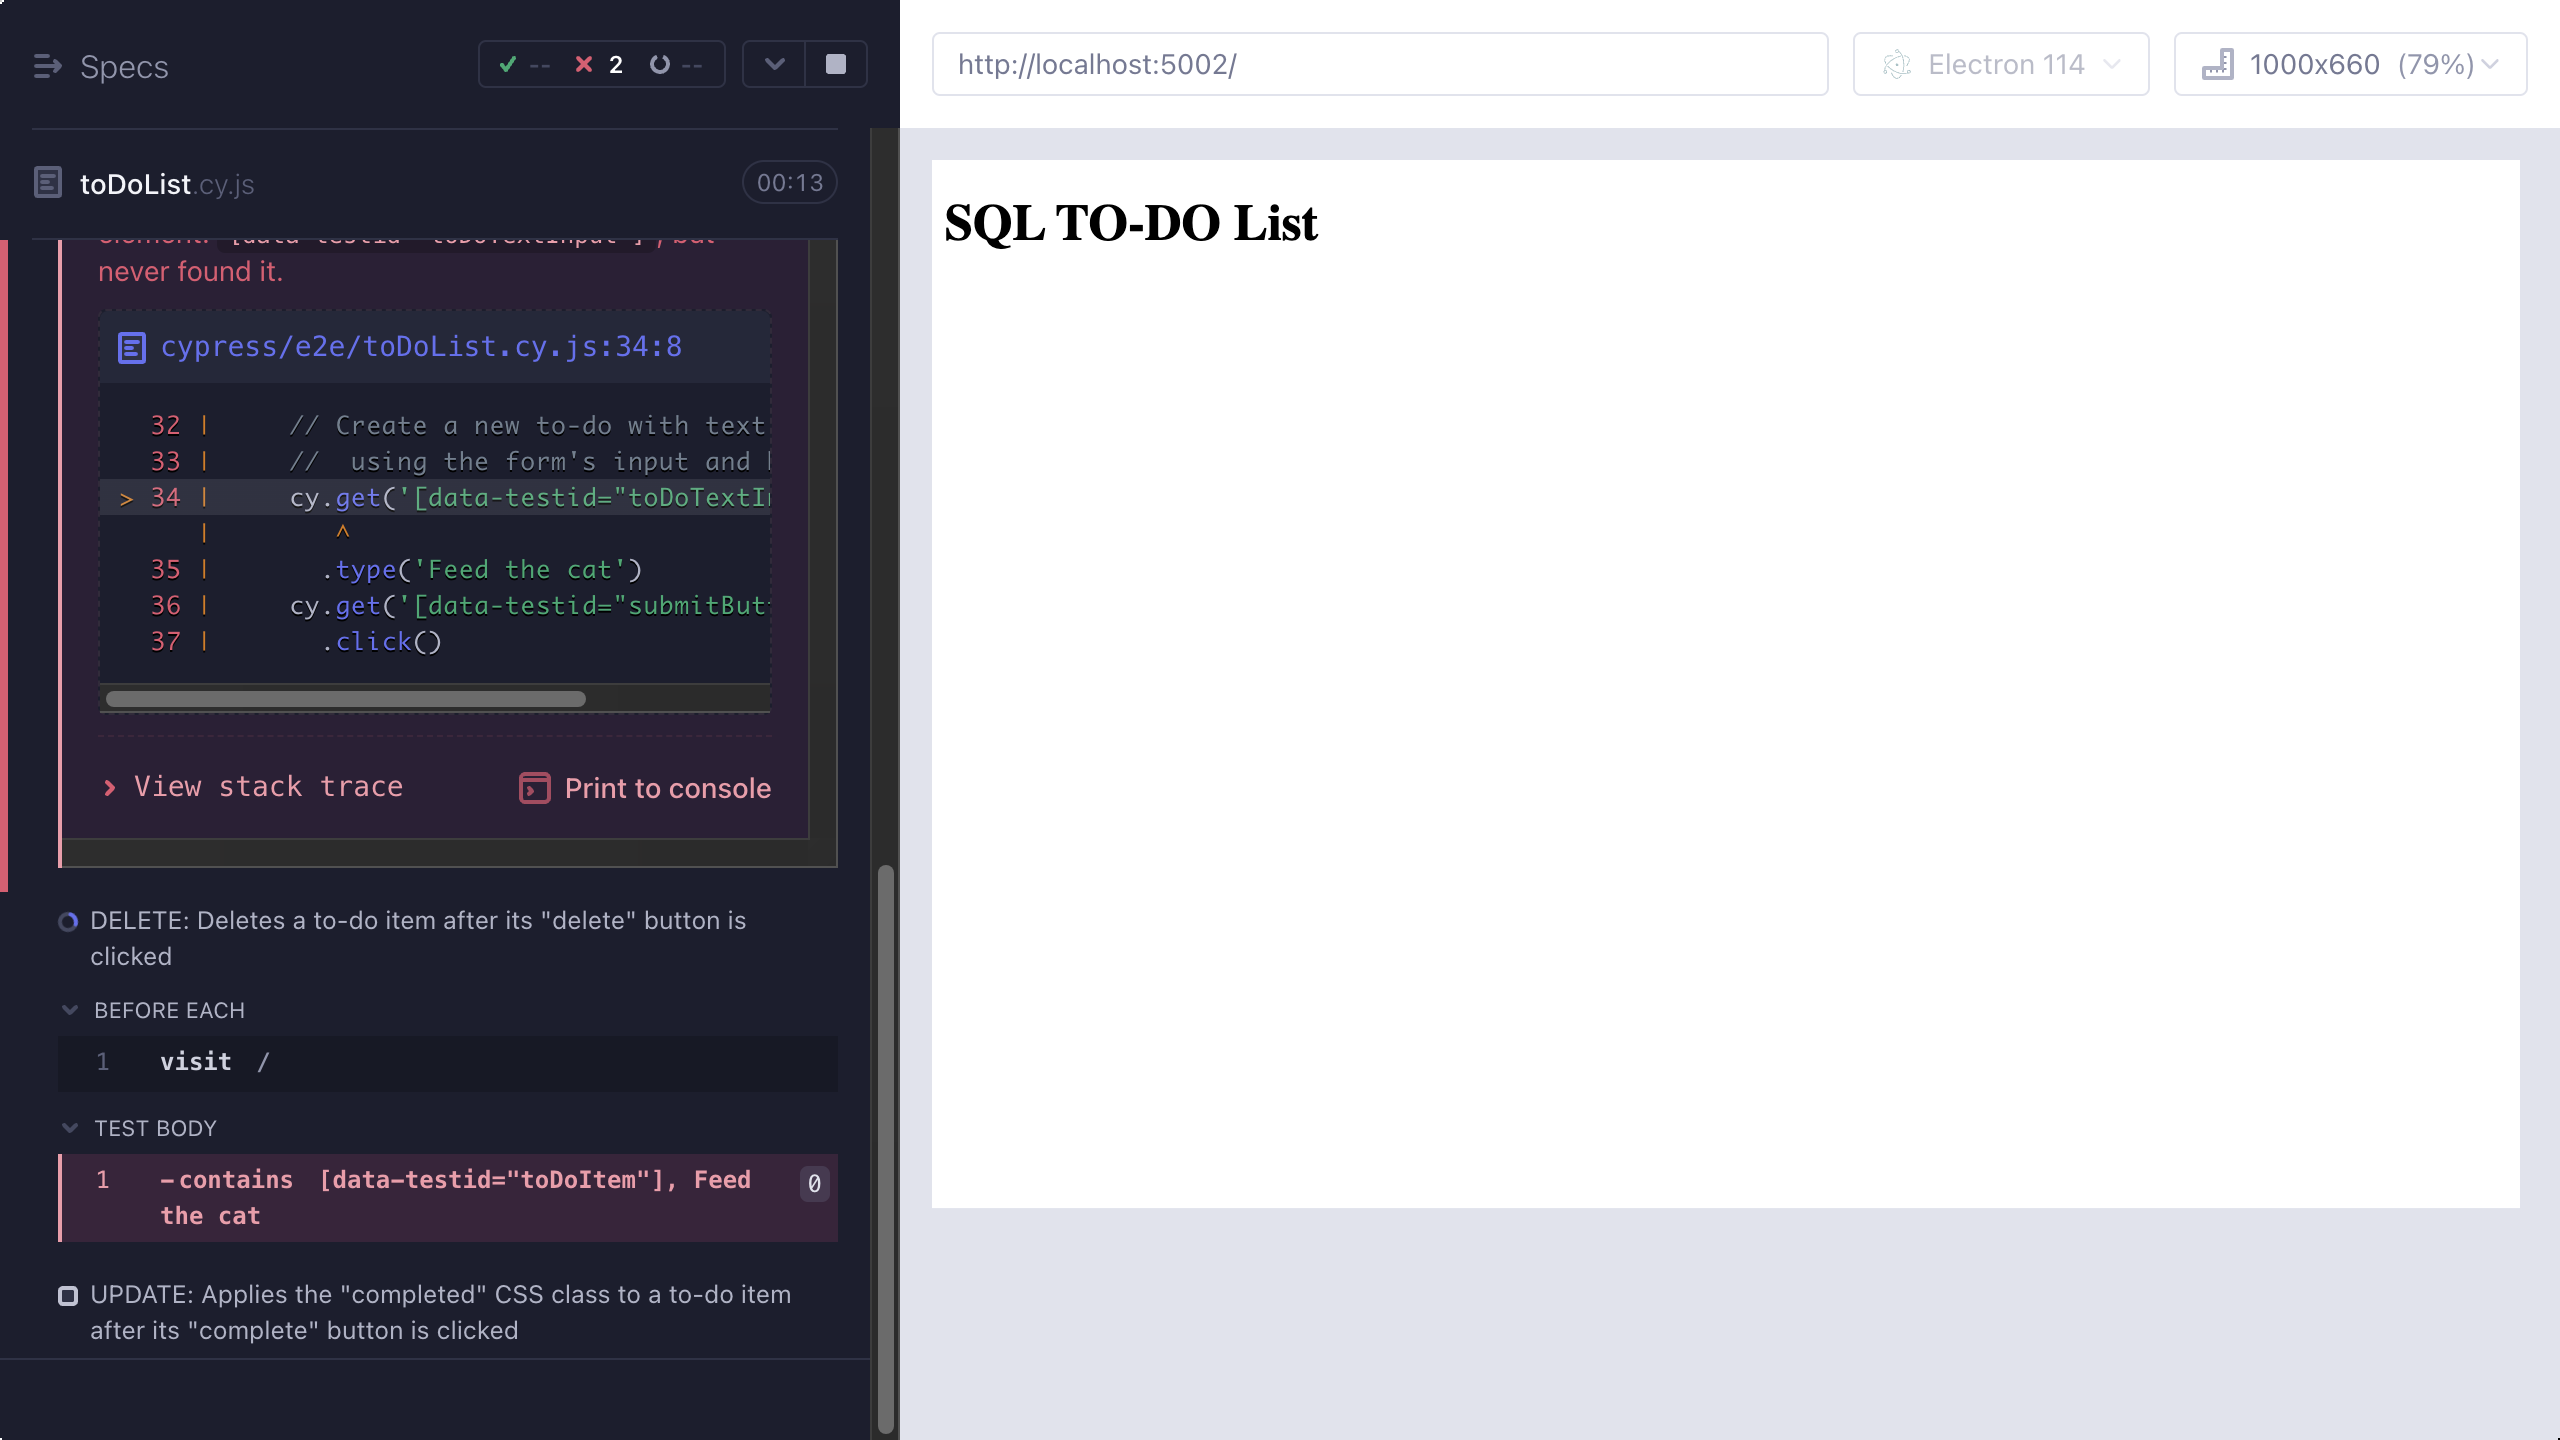 Specs
-- 2 --
toDoList.cy.js
00:13
never found it.
cypress/e2e/toDoList.cy.js:34:8
32 | // Create a new to-do with text
33 | // using the form's input and
> 34 | cy.get('[data-testid="toDoTextIn
| ^
35 | .type('Feed the cat')
36 | cy.get('[data-testid="submitBut
37 | .click()
View stack trace
Print to console
DELETE: Deletes a to-do item after its "delete" button is
clicked
BEFORE EACH
1 visit /
TEST BODY
1 -contains [data-testid="toDoItem"], Feed 0
the cat
UPDATE: Applies the "completed" CSS class to a to-do item
after its "complete" button is clicked
http://localhost:5002/
Electron 114
1000x660 (79%)
SQL TO-DO List